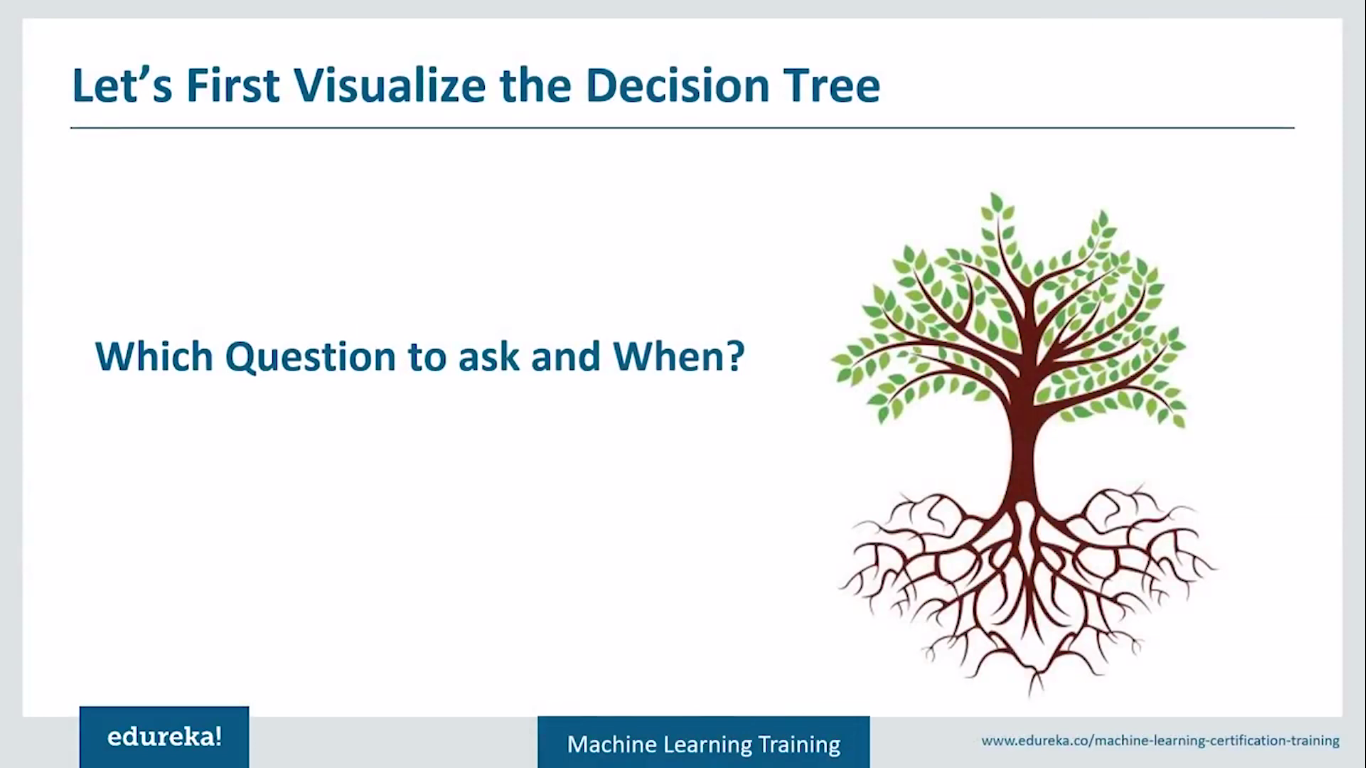 Let's First Visualize the Decision Tree
Which Question to ask and When?
edureka!
Machine Learning Training
www.edureka.co/machine-learning-certification-training